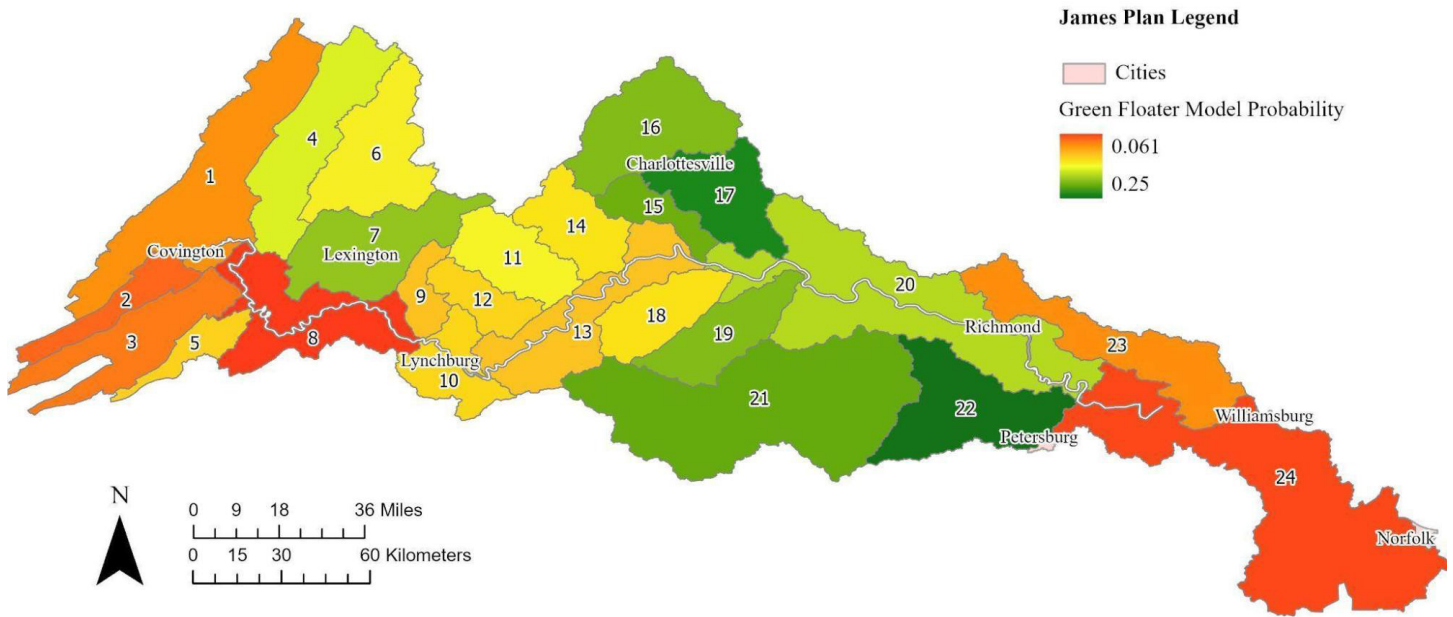 James Plan Legend
Cities
Green Floater Model Probability
0.061
0.25
1
4
6
16
Charlottesville
17
15
14
7
Lexington
Covington
11
2
9
12
20
3
5
8
13
18
19
Richmond
23
Lynchburg
10
21
22
Petersburg
Williamsburg
24
Norfolk
N
0 9 18 36 Miles
0 15 30 60 Kilometers